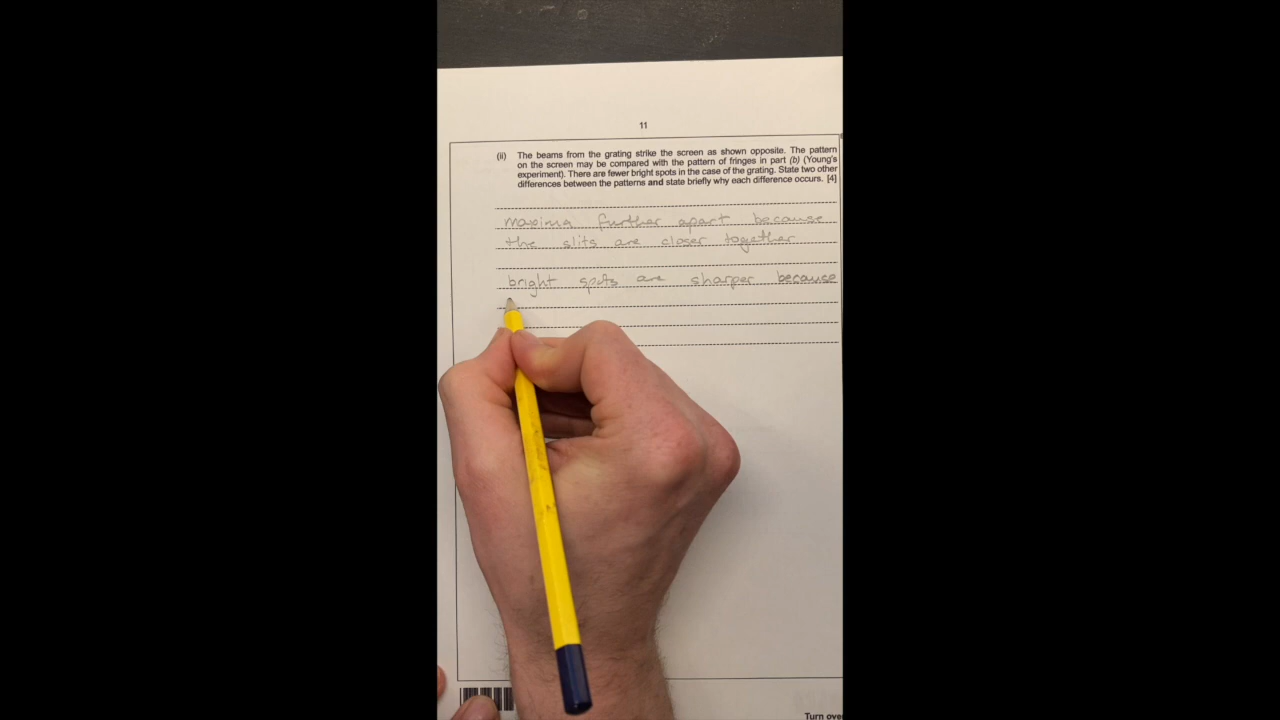 11
(ii) The beams from the grating strike the screen as shown opposite. The pattern
on the screen may be compared with the pattern of fringes in part (b) (Young's
experiment). There are fewer bright spots in the case of the grating. State two other
differences between the patterns and state briefly why each difference occurs. [4]
maxima further apart because
the slits are closer together
bright spots are sharper because
Turn over